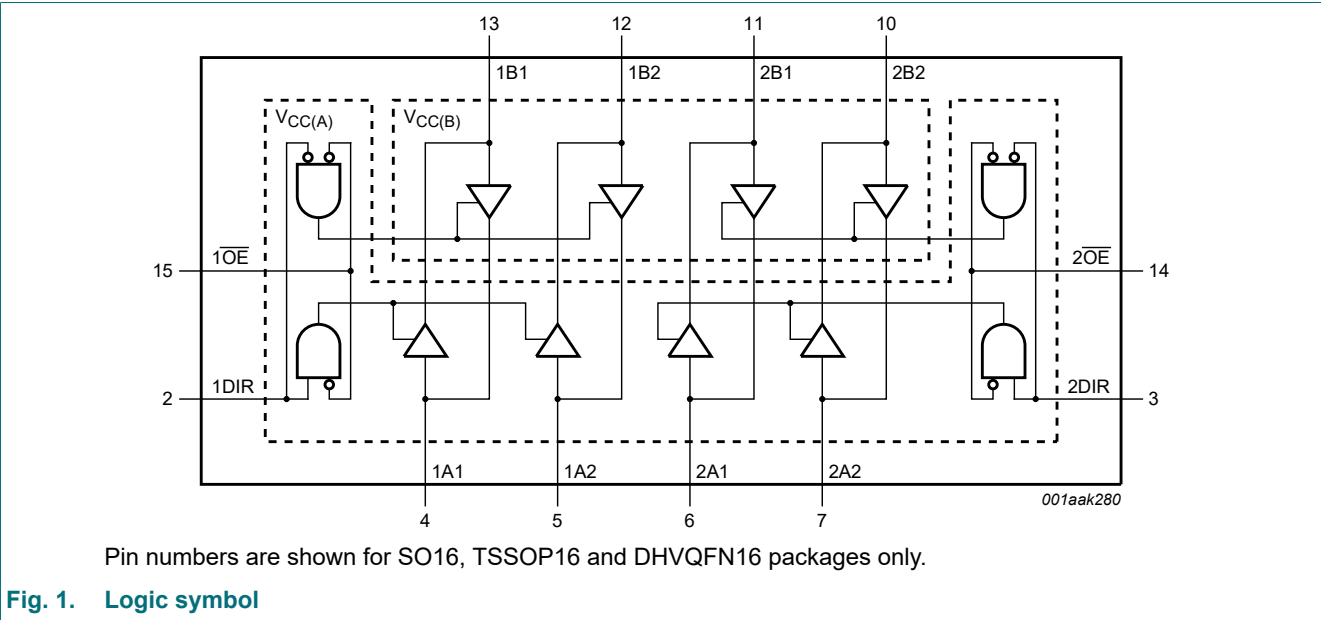 13 12 11 10
1B1 1B2 2B1 2B2
VCC(A) VCC(B)
15 1OE 2OE 14
2 1DIR 2DIR 3
1A1 1A2 2A1 2A2
001aak280
4 5 6 7
Pin numbers are shown for SO16, TSSOP16 and DHVQFN16 packages only.
Fig. 1. Logic symbol